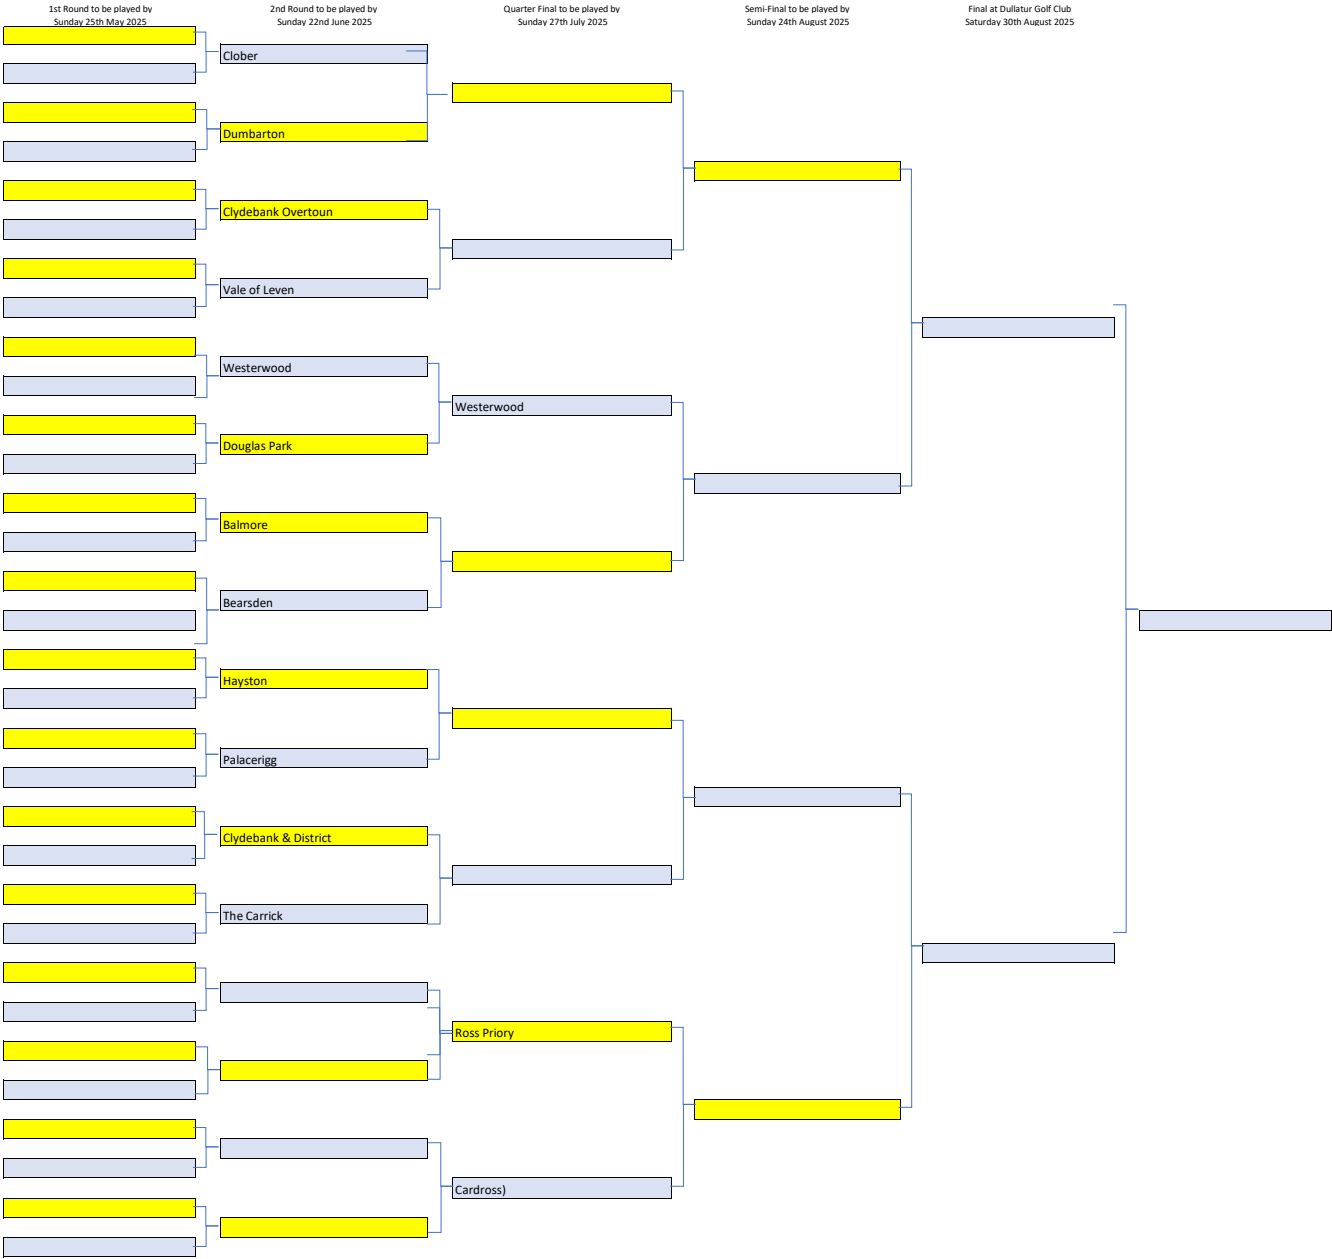 1st Round to be played by
Sunday 25th May 2025
2nd Round to be played by
Sunday 22nd June 2025
Quarter Final to be played by
Sunday 27th July 2025
Semi-Final to be played by
Sunday 24th August 2025
Final at Dullatur Golf Club
Saturday 30th August 2025
Clober
Dumbarton
Clydebank Overtoun
Vale of Leven
Westerwood
Westerwood
Douglas Park
Balmore
Bearsden
Hayston
Palacerigg
Clydebank & District
The Carrick
Ross Priory
Cardross)